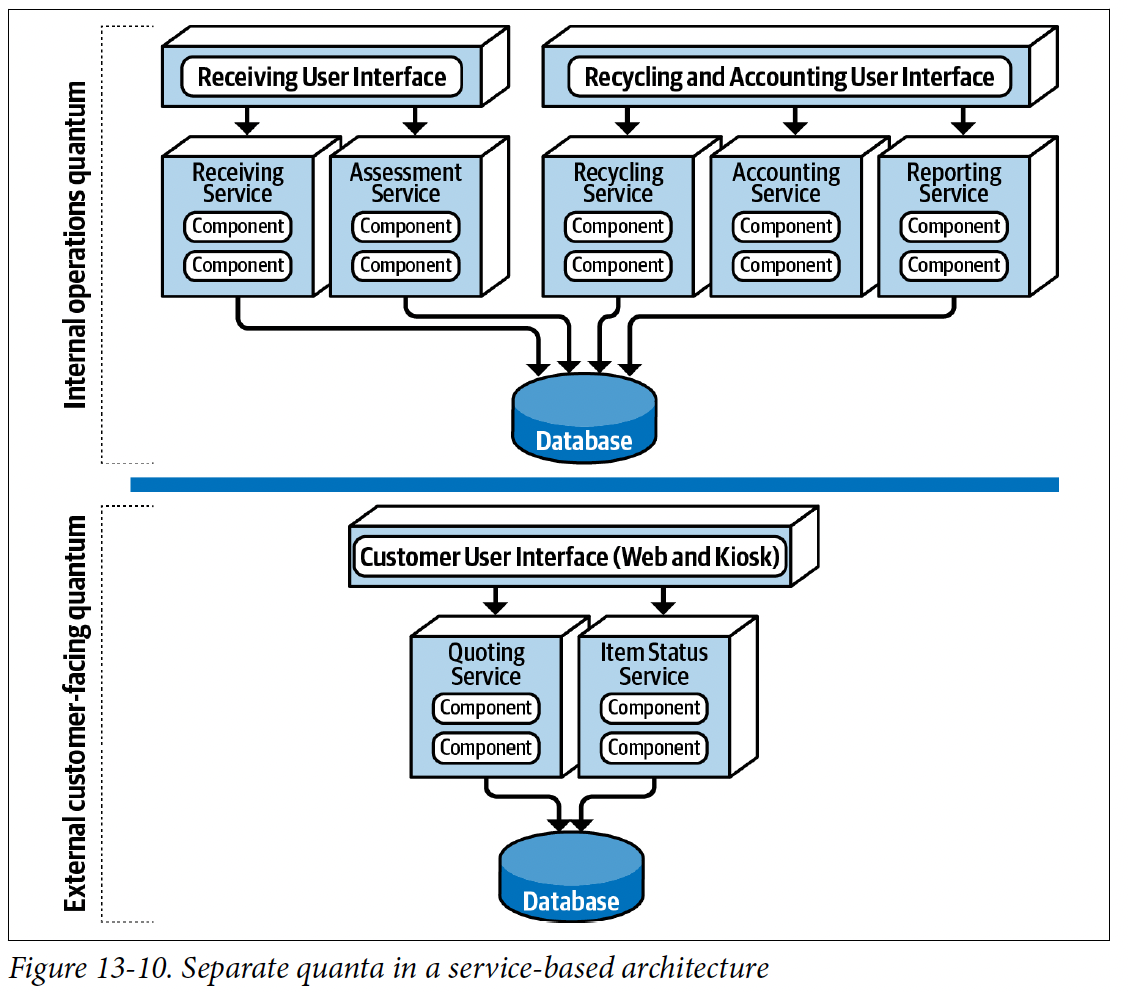 Internal operations quantum
Receiving User Interface
Recycling and Accounting User Interface
Receiving
Service
Component
Component
Assessment
Service
Component
Component
Recycling
Service
Component
Component
Accounting
Service
Component
Component
Reporting
Service
Component
Component
Database
External customer-facing quantum
Customer User Interface (Web and Kiosk)
Quoting
Service
Component
Component
Item Status
Service
Component
Component
Database
Figure 13-10. Separate quanta in a service-based architecture